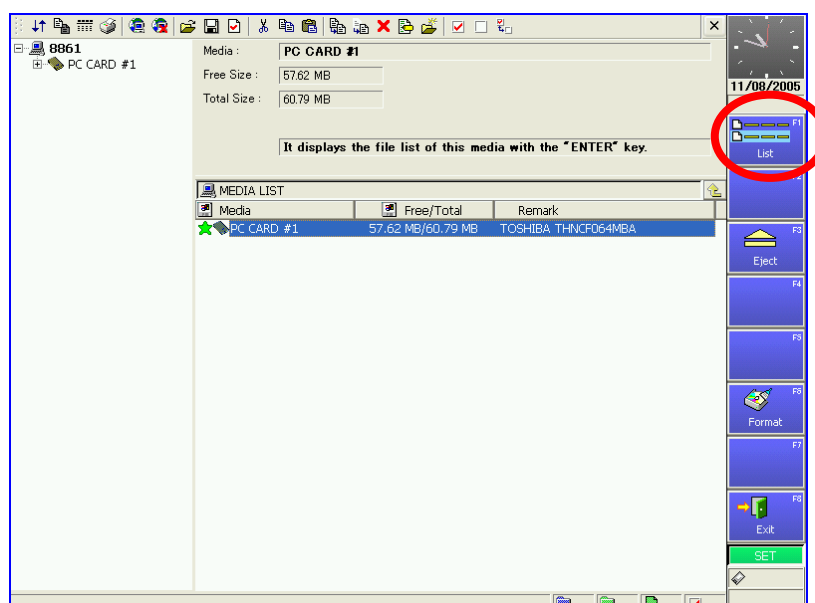 8861
PC CARD #1
Media :
PC CARD #1
Free Size :
57.62 MB
Total Size :
60.79 MB
It displays the file list of this media with the "ENTER" key.
MEDIA LIST
Media Free/Total Remark
PC CARD #1 57.62 MB/60.79 MB TOSHIBA THNCF064MBA
11/08/2005
F1
List
F2
F3
Eject
F4
F5
F6
Format
F7
F8
Exit
SET